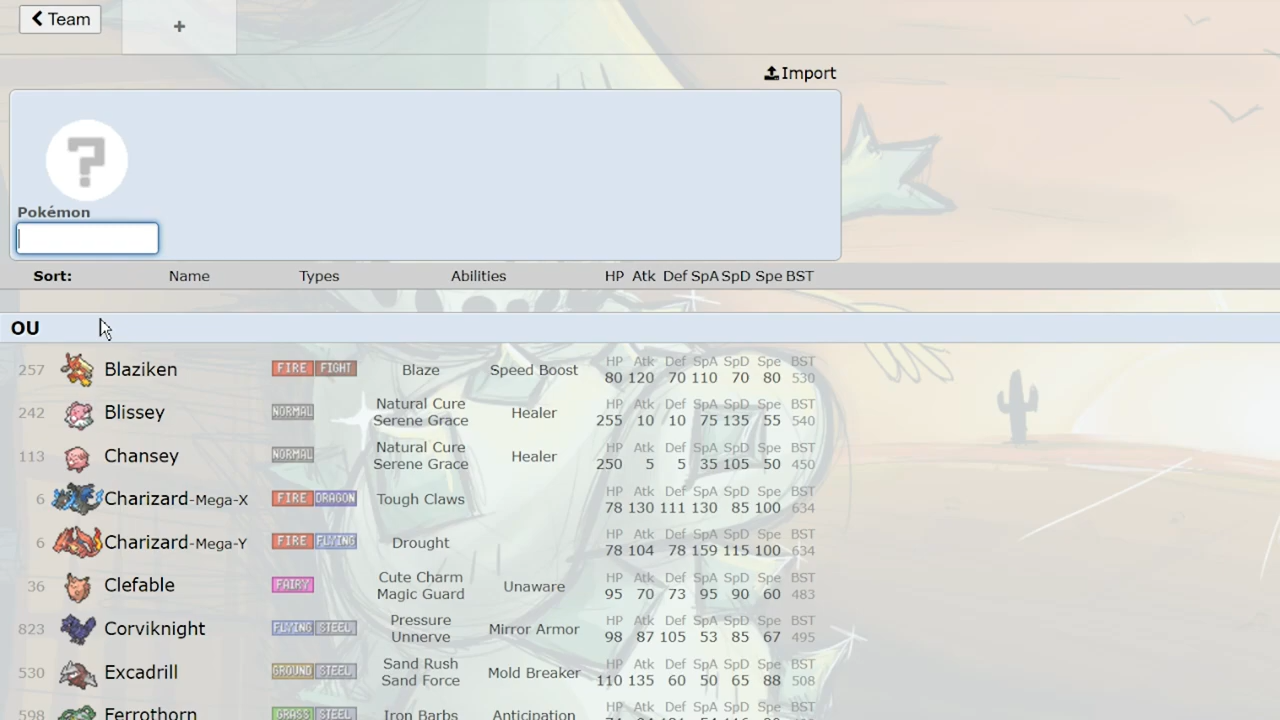 Team
+
Import
?
Pokémon
Sort: Name Types Abilities HP Atk Def SpA SpD Spe BST
OU
257 Blaziken FIRE FIGHT Blaze Speed Boost HP 80 Atk 120 Def 70 SpA 110 SpD 70 Spe 80 BST 530
242 Blissey NORMAL Natural Cure Serene Grace Healer HP 255 Atk 10 Def 10 SpA 75 SpD 135 Spe 55 BST 540
113 Chansey NORMAL Natural Cure Serene Grace Healer HP 250 Atk 5 Def 5 SpA 35 SpD 105 Spe 50 BST 450
6 Charizard-Mega-X FIRE DRAGON Tough Claws HP 78 Atk 130 Def 111 SpA 130 SpD 85 Spe 100 BST 634
6 Charizard-Mega-Y FIRE FLYING Drought HP 78 Atk 104 Def 78 SpA 159 SpD 115 Spe 100 BST 634
36 Clefable FAIRY Cute Charm Magic Guard Unaware HP 95 Atk 70 Def 73 SpA 95 SpD 90 Spe 60 BST 483
823 Corviknight FLYING STEEL Pressure Unnerve Mirror Armor HP 98 Atk 87 Def 105 SpA 53 SpD 85 Spe 67 BST 495
530 Excadrill GROUND STEEL Sand Rush Sand Force Mold Breaker HP 110 Atk 135 Def 60 SpA 50 SpD 65 Spe 88 BST 508
598 Ferrothorn GRASS STEEL Iron Barbs Anticipation HP Atk Def SpA SpD Spe BST